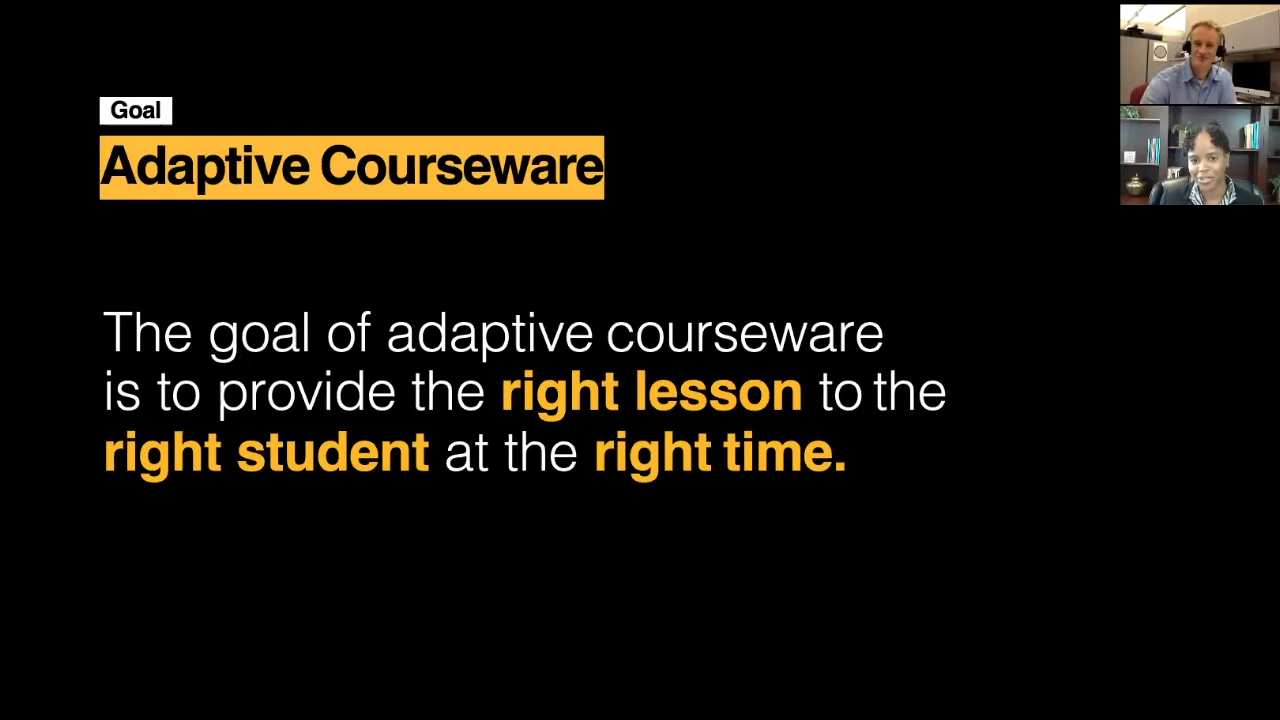 Goal
Adaptive Courseware
The goal of adaptive courseware
is to provide the right lesson to the
right student at the right time.